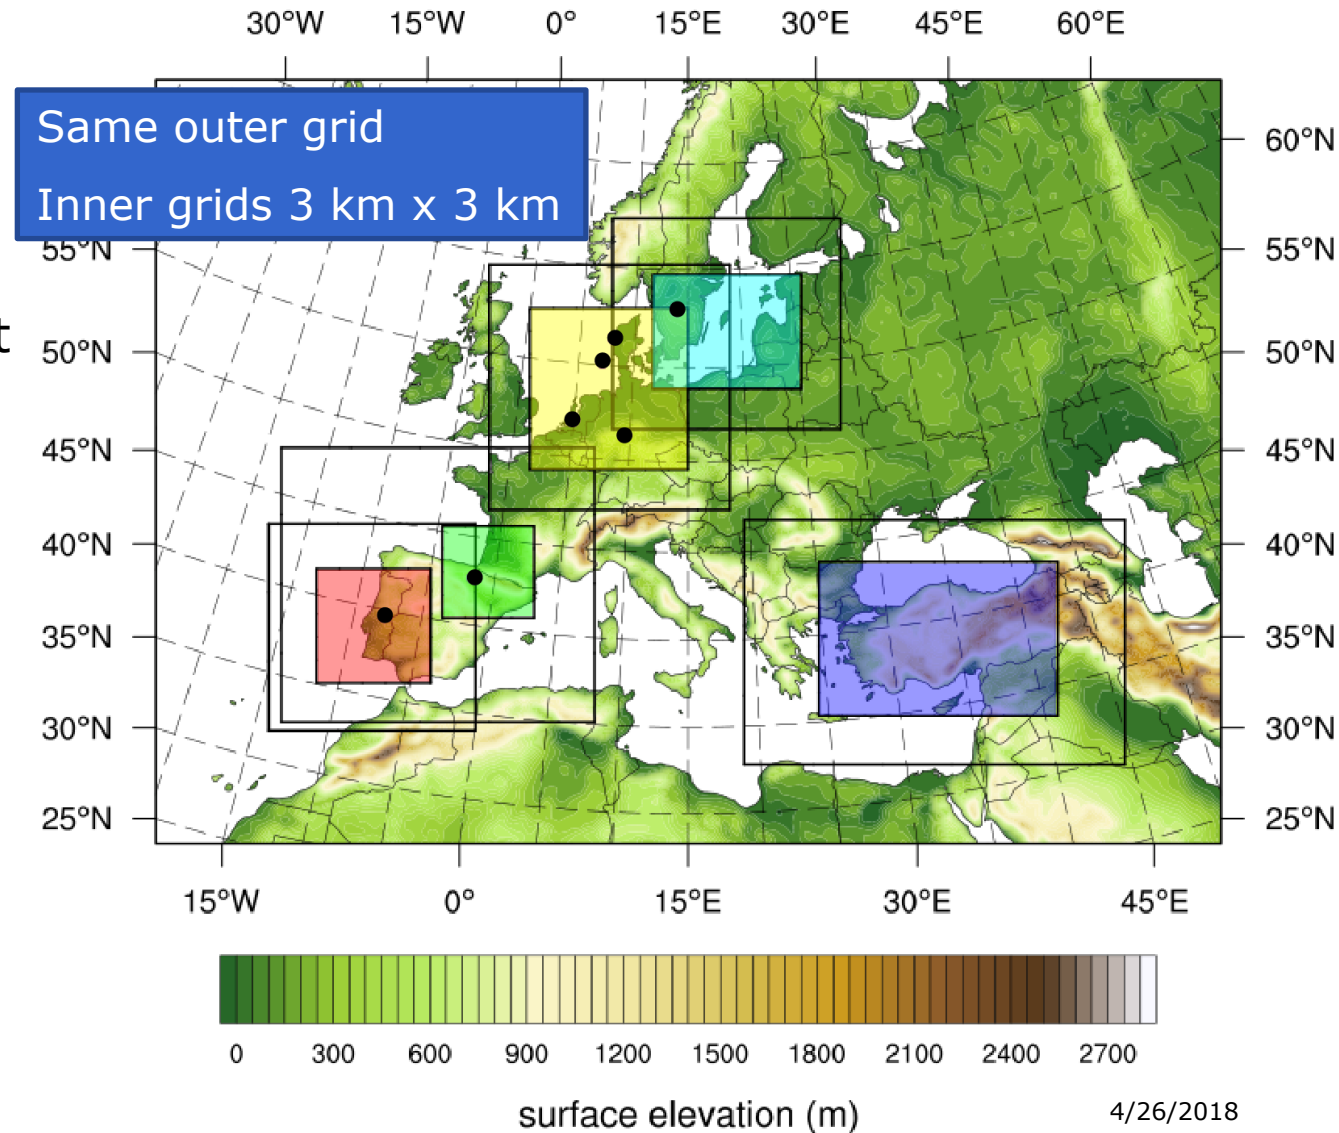 30°W 15°W 0° 15°E 30°E 45°E 60°E
Same outer grid
Inner grids 3 km x 3 km
60°N
55°N 55°N
t
50°N 50°N
45°N 45°N
40°N 40°N
35°N 35°N
30°N 30°N
25°N 25°N
15°W 0° 15°E 30°E 45°E
0 300 600 900 1200 1500 1800 2100 2400 2700
surface elevation (m)
4/26/2018